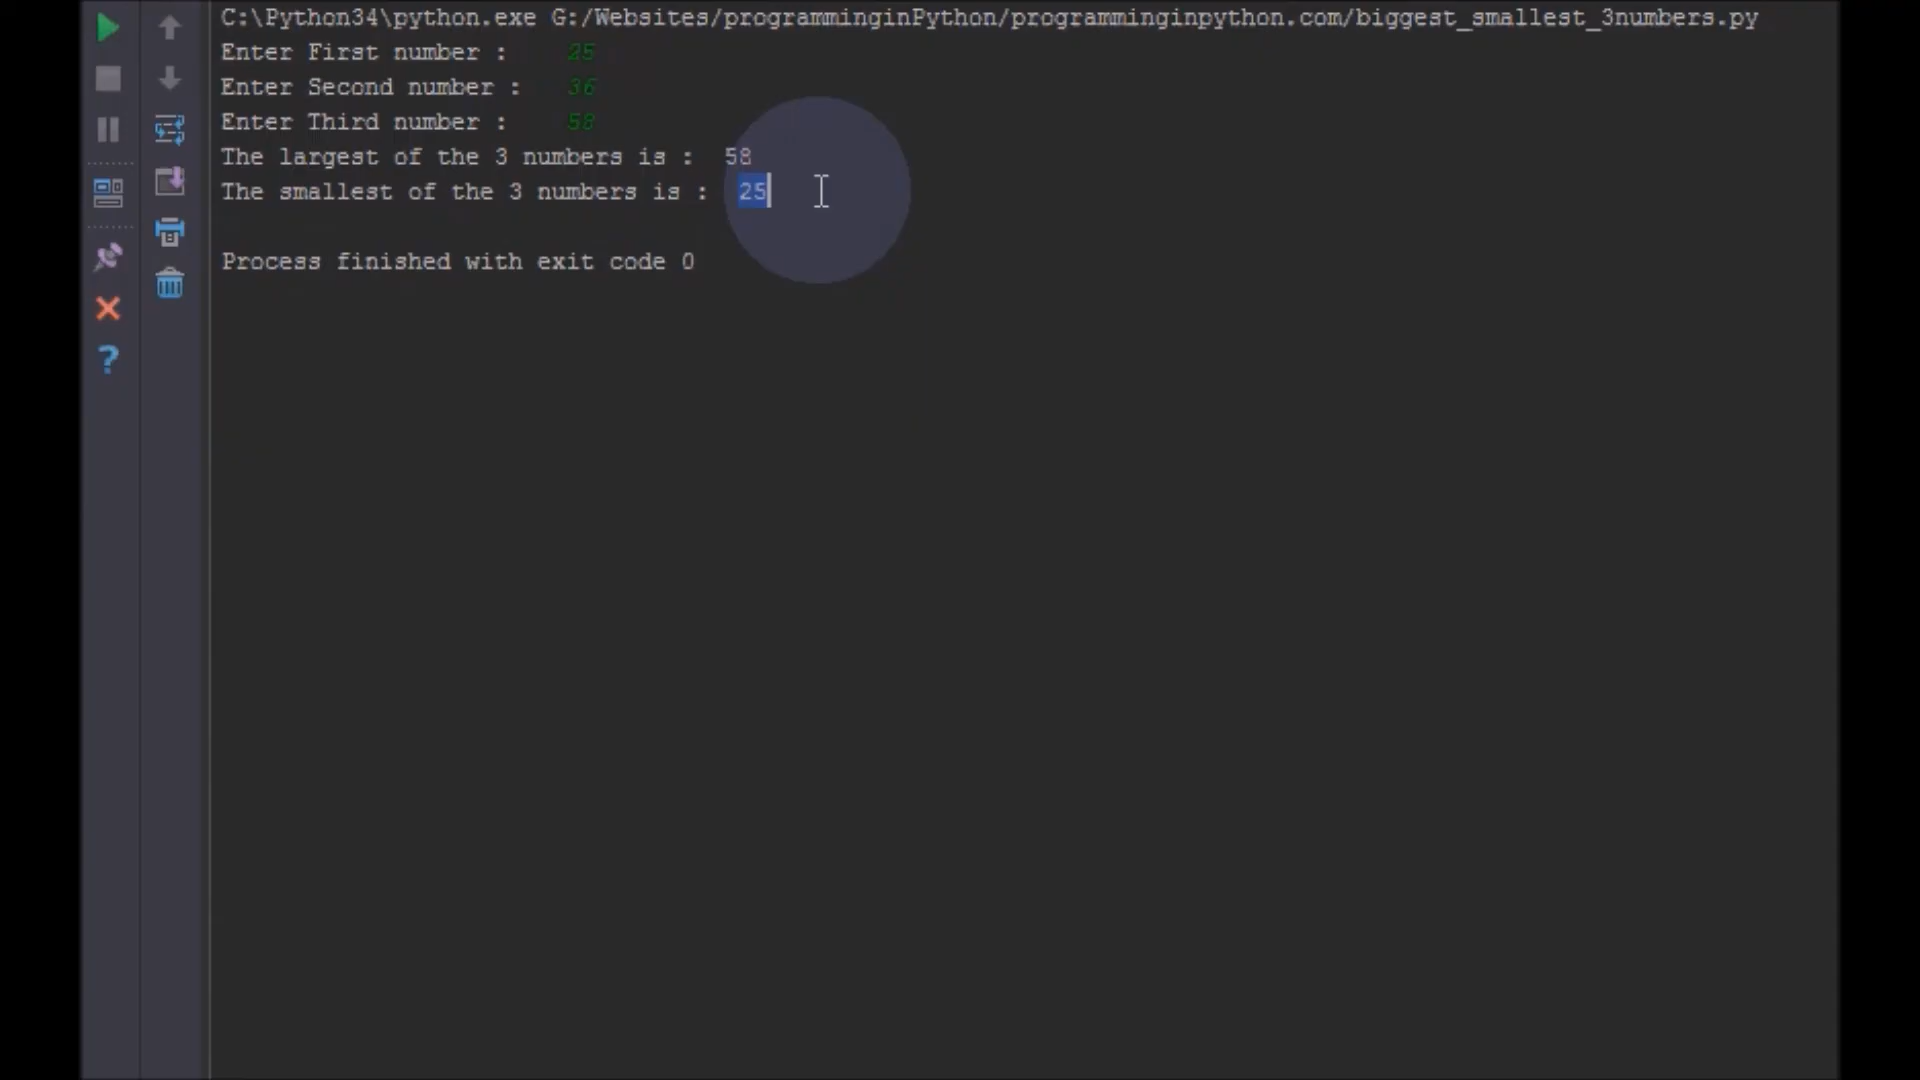 C:\Python34\python.exe G:/Websites/programminginPython/programminginpython.com/biggest_smallest_3numbers.py
Enter First number : 25
Enter Second number : 36
Enter Third number : 58
The largest of the 3 numbers is : 58
The smallest of the 3 numbers is : 25
Process finished with exit code 0